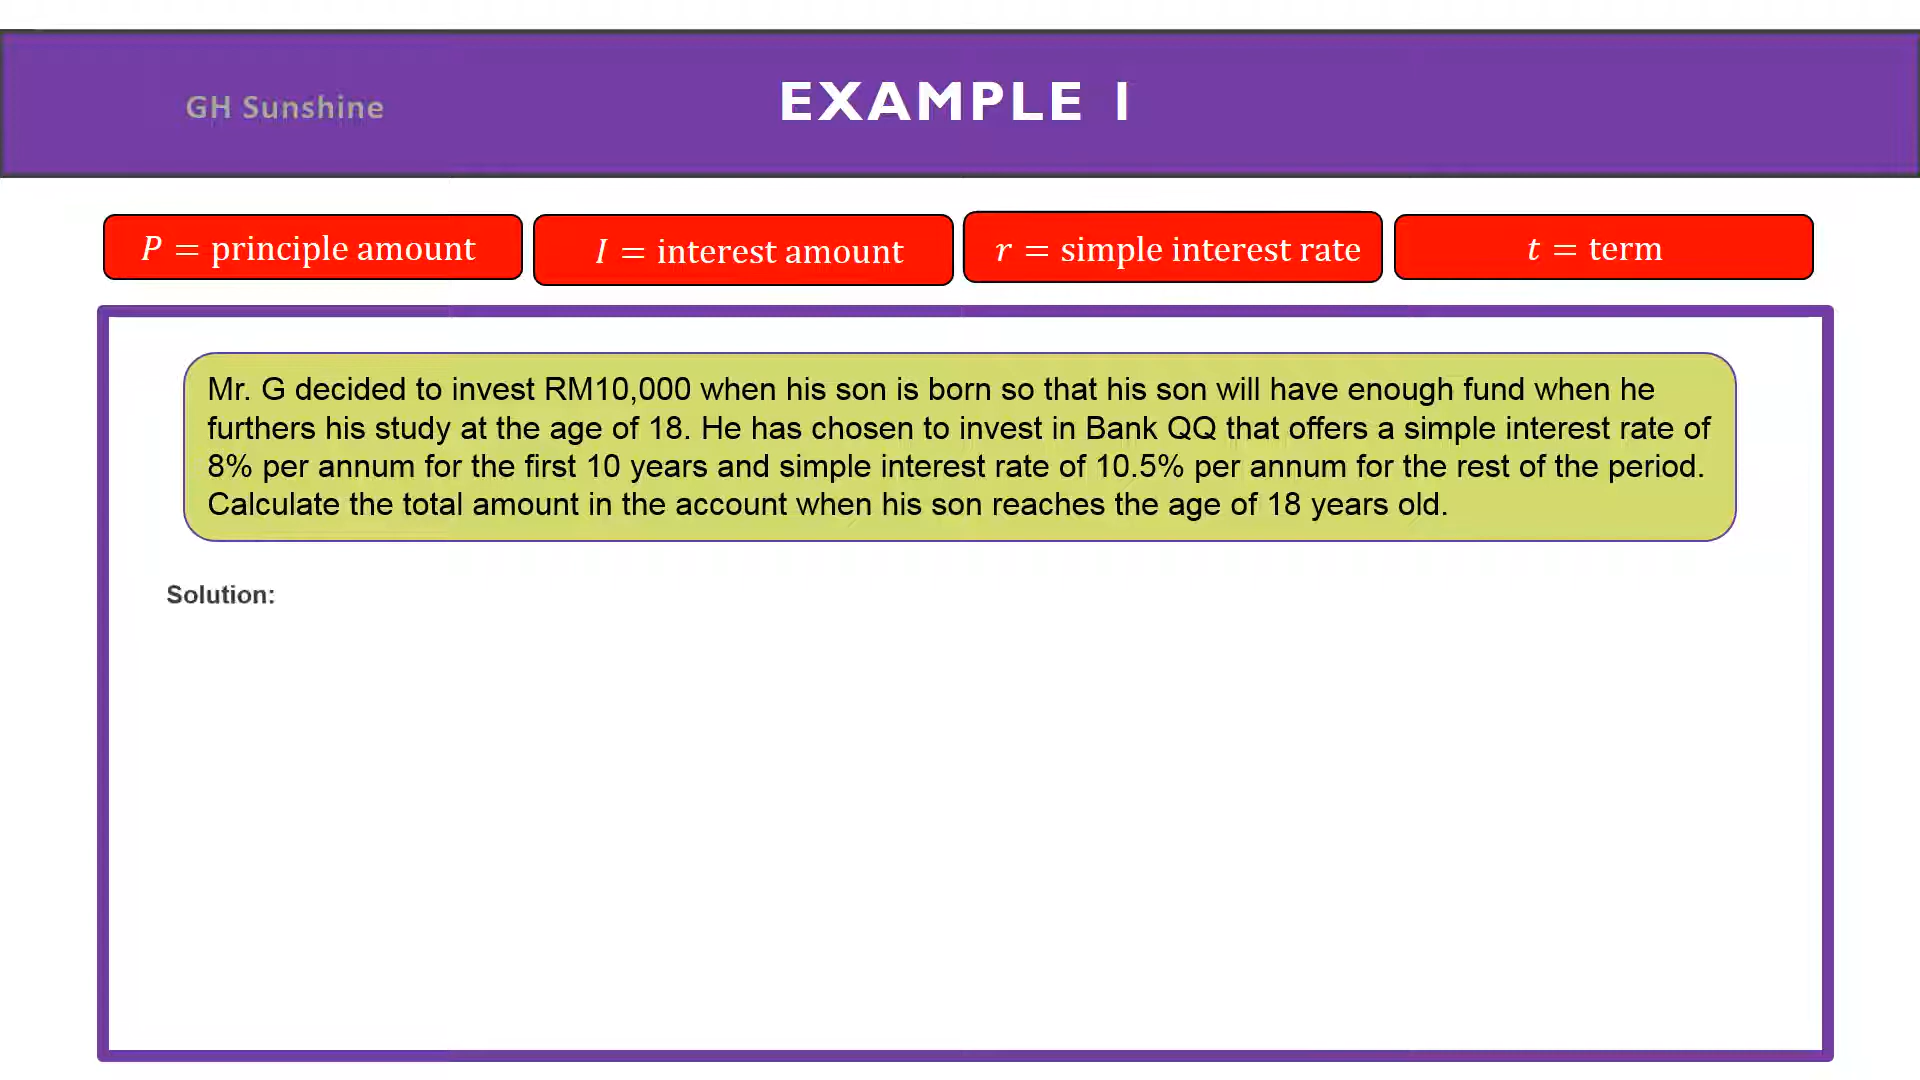 GH Sunshine
EXAMPLE 1
P = principle amount
I = interest amount
r = simple interest rate
t = term
Mr. G decided to invest RM10,000 when his son is born so that his son will have enough fund when he
furthers his study at the age of 18. He has chosen to invest in Bank QQ that offers a simple interest rate of
8% per annum for the first 10 years and simple interest rate of 10.5% per annum for the rest of the period.
Calculate the total amount in the account when his son reaches the age of 18 years old.
Solution: